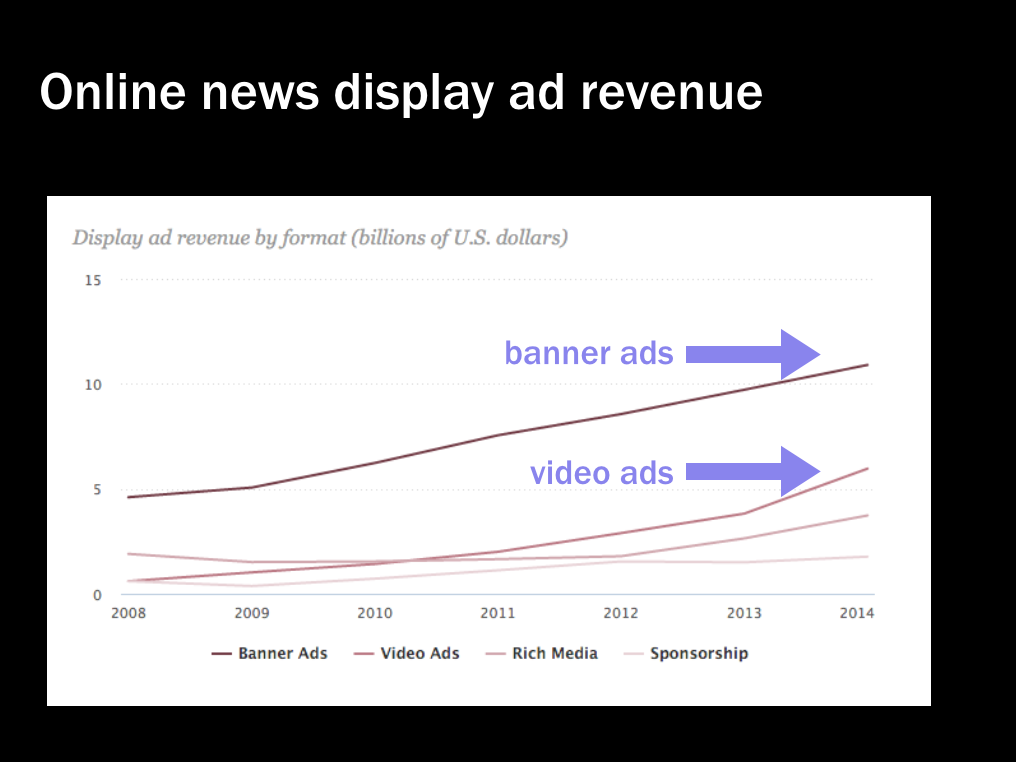 Online news display ad revenue
Display ad revenue by format (billions of U.S. dollars)
15
banner ads
10
video ads
5
0
2008 2009 2010 2011 2012 2013 2014
Banner Ads Video Ads Rich Media Sponsorship